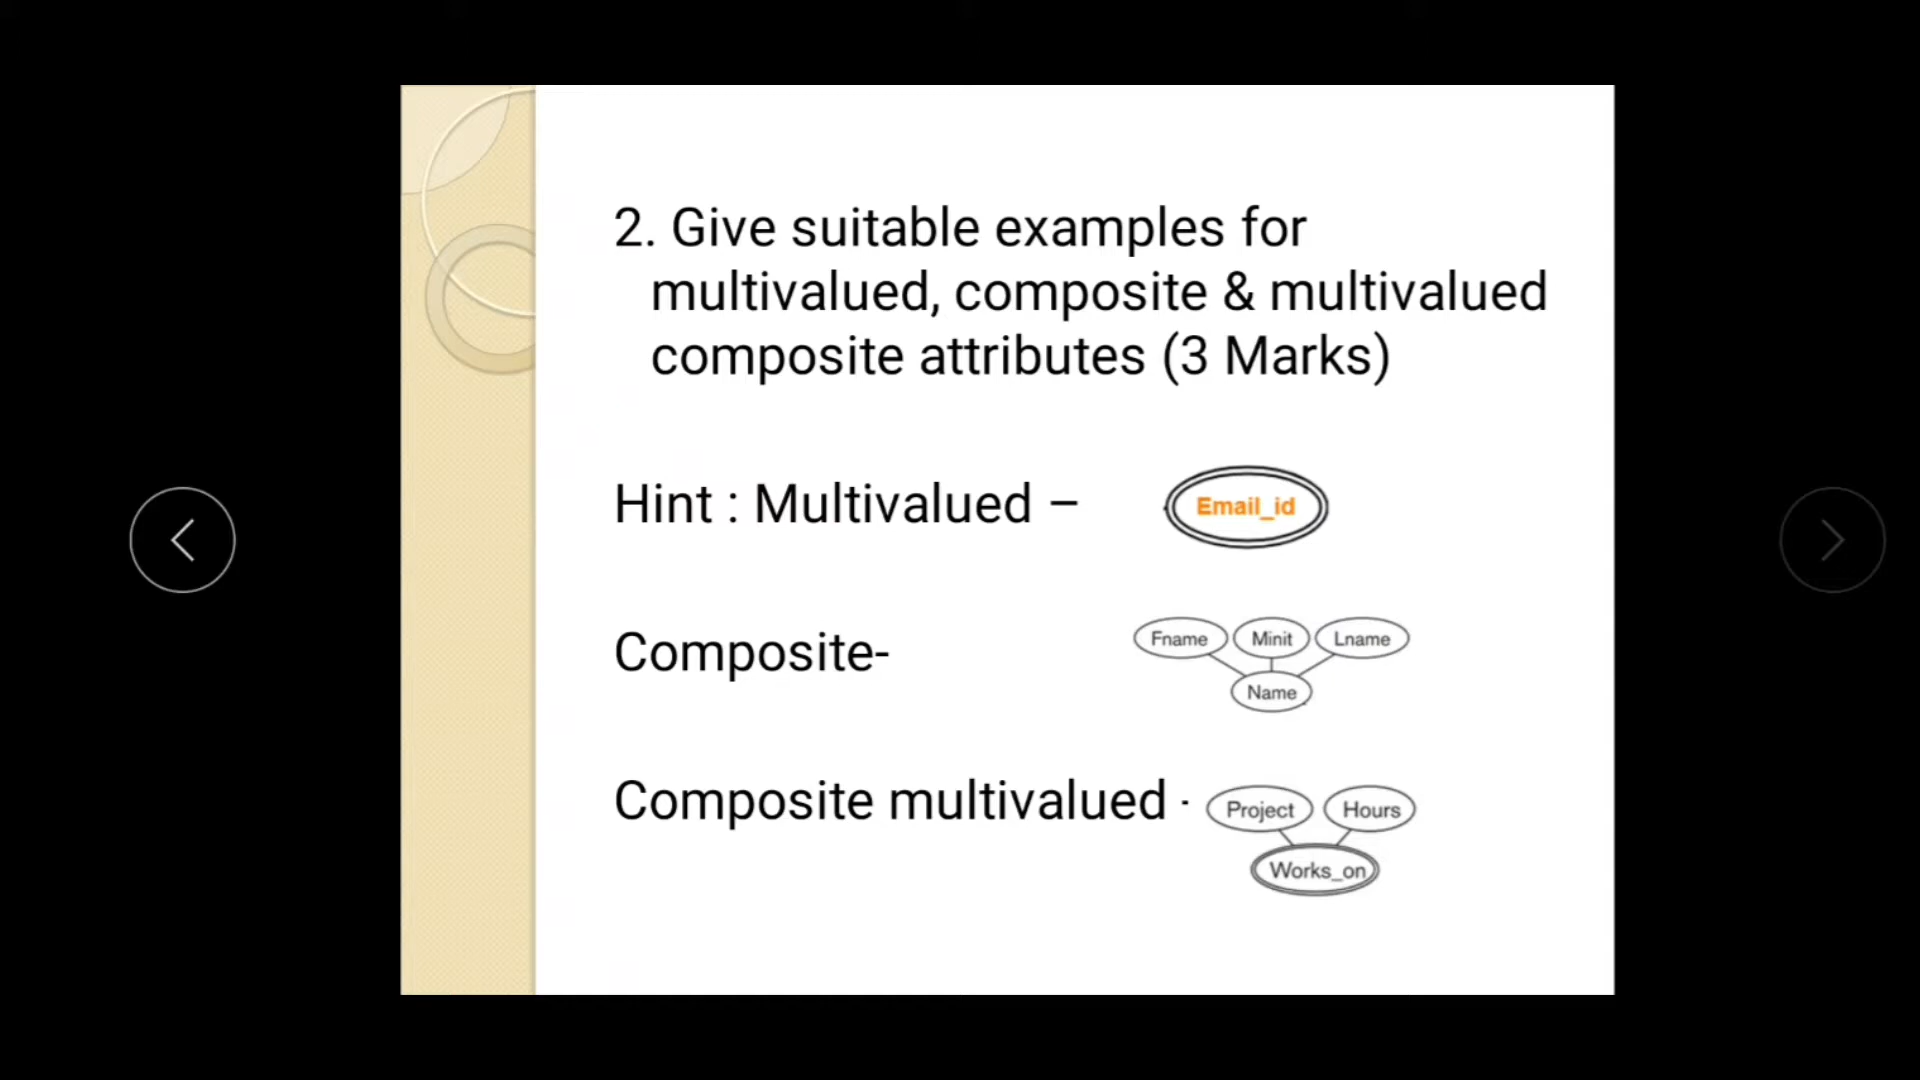 2. Give suitable examples for
multivalued, composite & multivalued
composite attributes (3 Marks)
Hint : Multivalued –
Email_id
Composite-
Fname Minit Lname
Name
Composite multivalued -
Project Hours
Works_on